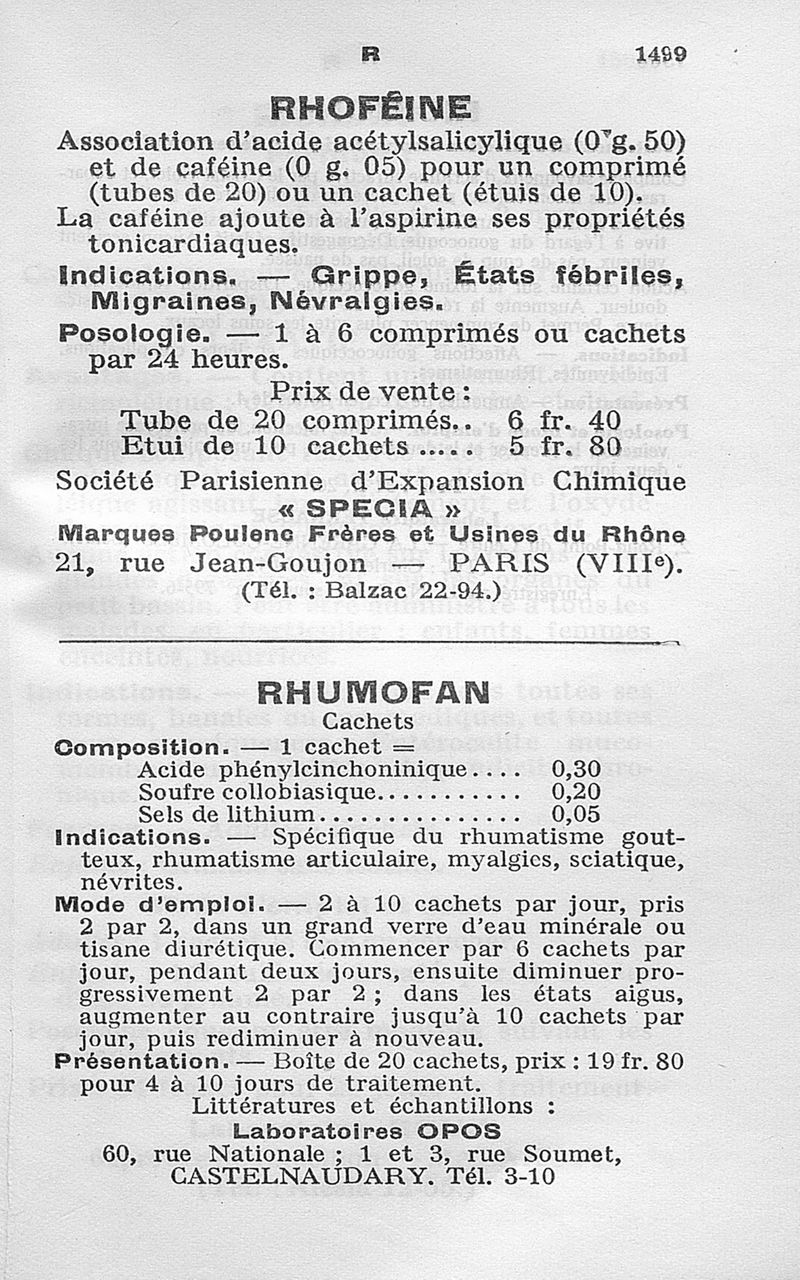 R 1499
RHOFÉINE
Association d'acide acétylsalicylique (0 g. 50)
et de caféine (0 g. 05) pour un comprimé
(tubes de 20) ou un cachet (étuis de 10).
La caféine ajoute à l'aspirine ses propriétés
tonicardiaques.
Indications. — Grippe, États fébriles,
Migraines, Névralgies.
Posologie. — 1 à 6 comprimés ou cachets
par 24 heures.
Prix de vente :
Tube de 20 comprimés.. 6 fr. 40
Etui de 10 cachets ..... 5 fr. 80
Société Parisienne d'Expansion Chimique
« SPECIA »
Marques Poulenc Frères et Usines du Rhône
21, rue Jean-Goujon — PARIS (VIIIe).
(Tél. : Balzac 22-94.)
RHUMOFAN
Cachets
Composition. — 1 cachet =
Acide phénylcinchoninique.... 0,30
Soufre collobiasique........... 0,20
Sels de lithium............... 0,05
Indications. — Spécifique du rhumatisme gout-
teux, rhumatisme articulaire, myalgies, sciatique,
névrites.
Mode d'emploi. — 2 à 10 cachets par jour, pris
2 par 2, dans un grand verre d'eau minérale ou
tisane diurétique. Commencer par 6 cachets par
jour, pendant deux jours, ensuite diminuer pro-
gressivement 2 par 2 ; dans les états aigus,
augmenter au contraire jusqu'à 10 cachets par
jour, puis rediminuer à nouveau.
Présentation. — Boîte de 20 cachets, prix : 19 fr. 80
pour 4 à 10 jours de traitement.
Littératures et échantillons :
Laboratoires OPOS
60, rue Nationale ; 1 et 3, rue Soumet,
CASTELNAUDARY. Tél. 3-10